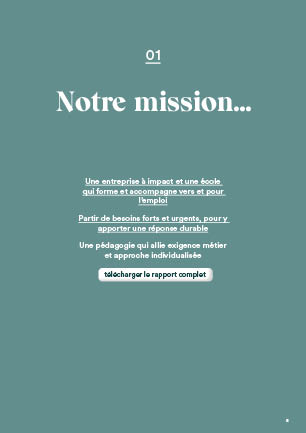 01
Notre mission...
Une entreprise à impact et une école
qui forme et accompagne vers et pour
l'emploi
Partir de besoins forts et urgents, pour y
apporter une réponse durable
Une pédagogie qui allie exigence métier
et approche individualisée
télécharger le rapport complet